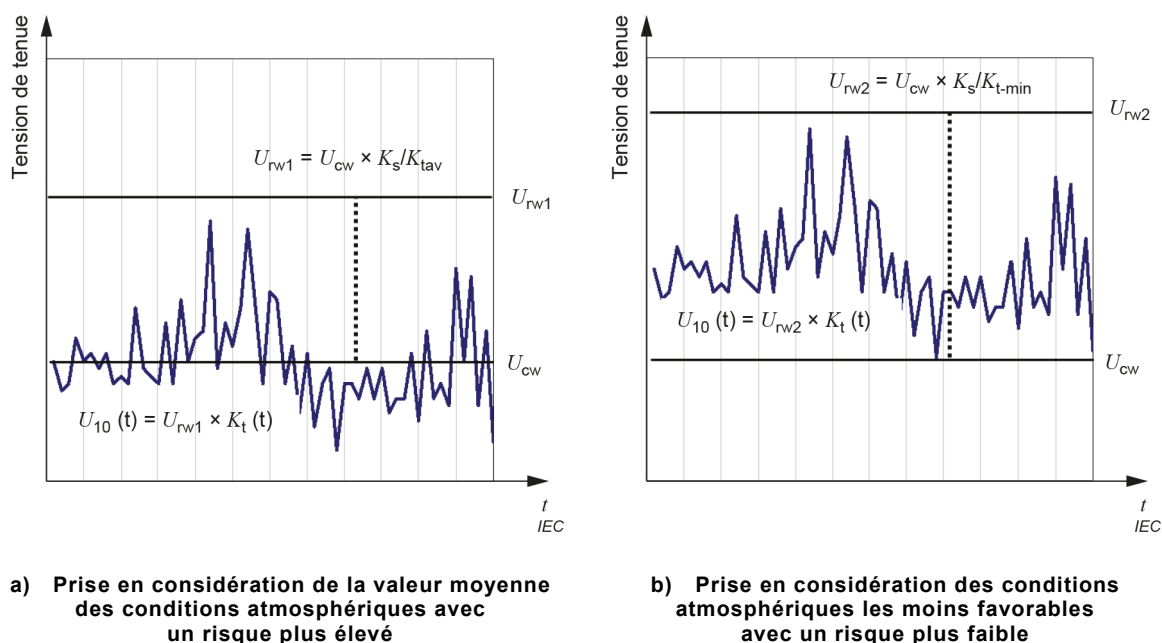 Tension de tenue
U_rw1 = U_cw × K_s/K_tav
U_rw1
U_cw
U_10 (t) = U_rw1 × K_t (t)
t
IEC
a) Prise en considération de la valeur moyenne
des conditions atmosphériques avec
un risque plus élevé
Tension de tenue
U_rw2 = U_cw × K_s/K_t-min
U_rw2
U_10 (t) = U_rw2 × K_t (t)
U_cw
t
IEC
b) Prise en considération des conditions
atmosphériques les moins favorables
avec un risque plus faible